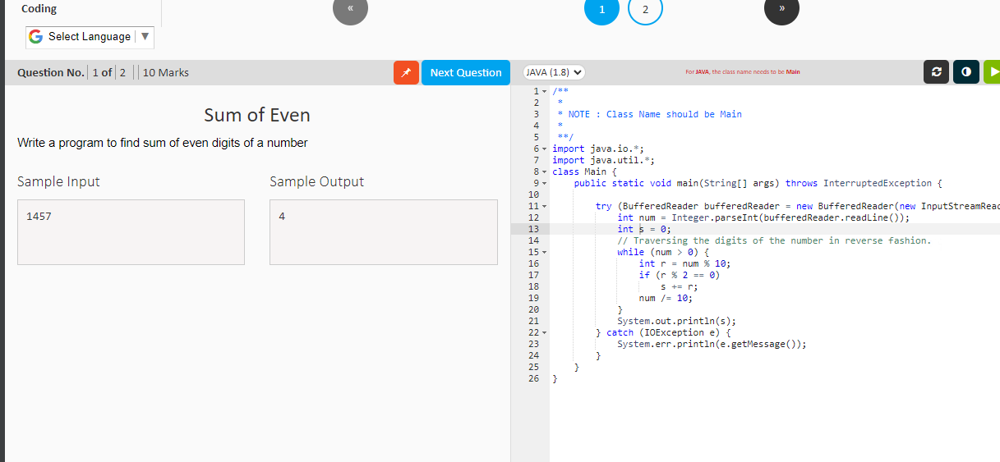 Coding
«
1
2
»
G Select Language ▼
Question No. 1 of 2 10 Marks
Next Question
JAVA (1.8)
For JAVA, the class name needs to be Main
Sum of Even
Write a program to find sum of even digits of a number
Sample Input
Sample Output
1457
4
1 /**
2 *
3 * NOTE : Class Name should be Main
4 *
5 **/
6 import java.io.*;
7 import java.util.*;
8 class Main {
9 public static void main(String[] args) throws InterruptedException {
10
11 try (BufferedReader bufferedReader = new BufferedReader(new InputStreamReac
12 int num = Integer.parseInt(bufferedReader.readLine());
13 int s = 0;
14 // Traversing the digits of the number in reverse fashion.
15 while (num > 0) {
16 int r = num % 10;
17 if (r % 2 == 0)
18 s += r;
19 num /= 10;
20 }
21 System.out.println(s);
22 } catch (IOException e) {
23 System.err.println(e.getMessage());
24 }
25 }
26 }